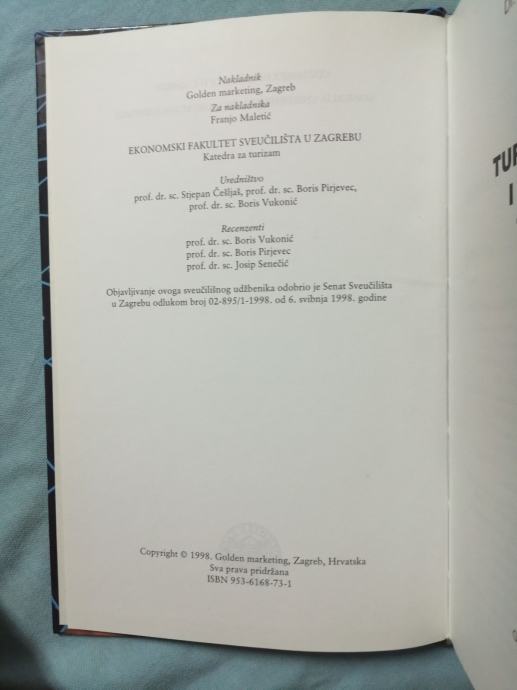 Nakladnik
Golden marketing, Zagreb
Za nakladnika
Franjo Maletić
EKONOMSKI FAKULTET SVEUČILIŠTA U ZAGREBU
Katedra za turizam
Uredništvo
prof. dr. sc. Stjepan Češljaš, prof. dr. sc. Boris Pirjevec,
prof. dr. sc. Boris Vukonić
Recenzenti
prof. dr. sc. Boris Vukonić
prof. dr. sc. Boris Pirjevec
prof. dr. sc. Josip Senečić
Objavljivanje ovoga sveučilišnog udžbenika odobrio je Senat Sveučilišta
u Zagrebu odlukom broj 02-895/1-1998. od 6. svibnja 1998. godine
Copyright © 1998. Golden marketing, Zagreb, Hrvatska
Sva prava pridržana
ISBN 953-6168-73-1
TUR
I